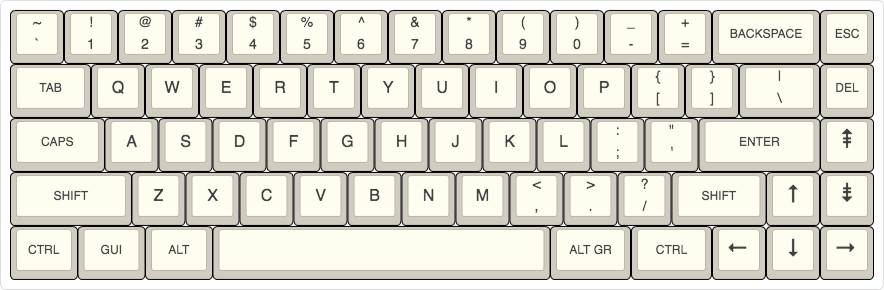 ~ ! @ # $ % ^ & * ( ) _ +
` 1 2 3 4 5 6 7 8 9 0 - = BACKSPACE ESC
TAB Q W E R T Y U I O P { [ } ] | \ DEL
CAPS A S D F G H J K L : ; " ' ENTER ⇞
SHIFT Z X C V B N M < , > . ? / SHIFT ↑ ⇟
CTRL GUI ALT ALT GR CTRL ← ↓ →